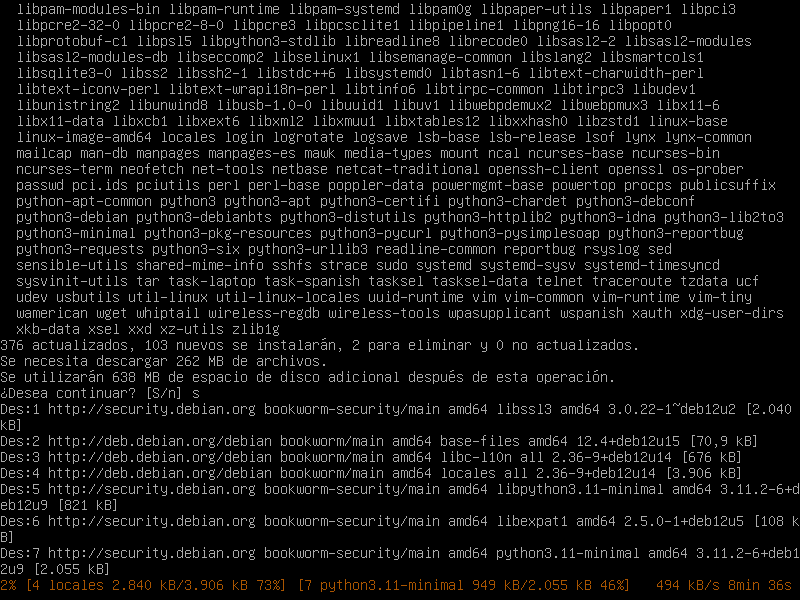 libpam-modules-bin libpam-runtime libpam-systemd libpam0g libpaper-utils libpaper1 libpci3
libpcre2-32-0 libpcre2-8-0 libpcre3 libpcsclite1 libpipeline1 libpng16-16 libpopt0
libprotobuf-c1 libpsl5 libpython3-stdlib libreadline8 librecode0 libsasl2-2 libsasl2-modules
libsasl2-modules-db libseccomp2 libselinux1 libsemanage-common libslang2 libsmartcols1
libsqlite3-0 libss2 libssh2-1 libstdc++6 libsystemd0 libtasn1-6 libtext-charwidth-perl
libtext-iconv-perl libtext-wrapi18n-perl libtinfo6 libtirpc-common libtirpc3 libudev1
libunistring2 libunwind8 libusb-1.0-0 libuuid1 libuv1 libwebpdemux2 libwebpmux3 libx11-6
libx11-data libxcb1 libxext6 libxml2 libxmuu1 libxtables12 libxxhash0 libzstd1 linux-base
linux-image-amd64 locales login logrotate logsave lsb-base lsb-release lsof lynx lynx-common
mailcap man-db manpages manpages-es mawk media-types mount ncal ncurses-base ncurses-bin
ncurses-term neofetch net-tools netbase netcat-traditional openssh-client openssl os-prober
passwd pci.ids pciutils perl perl-base poppler-data powermgmt-base powertop procps publicsuffix
python-apt-common python3 python3-apt python3-certifi python3-chardet python3-debconf
python3-debian python3-debianbts python3-distutils python3-httplib2 python3-idna python3-lib2to3
python3-minimal python3-pkg-resources python3-pycurl python3-pysimplesoap python3-reportbug
python3-requests python3-six python3-urllib3 readline-common reportbug rsyslog sed
sensible-utils shared-mime-info sshfs strace sudo systemd systemd-sysv systemd-timesyncd
sysvinit-utils tar task-laptop task-spanish tasksel tasksel-data telnet traceroute tzdata ucf
udev usbutils util-linux util-linux-locales uuid-runtime vim vim-common vim-runtime vim-tiny
wamerican wget whiptail wireless-regdb wireless-tools wpasupplicant wspanish xauth xdg-user-dirs
xkb-data xsel xxd xz-utils zlib1g
376 actualizados, 103 nuevos se instalarán, 2 para eliminar y 0 no actualizados.
Se necesita descargar 262 MB de archivos.
Se utilizarán 638 MB de espacio de disco adicional después de esta operación.
¿Desea continuar? [S/n] s
Des:1 http://security.debian.org bookworm-security/main amd64 libssl3 amd64 3.0.22-1~deb12u2 [2.040
kB]
Des:2 http://deb.debian.org/debian bookworm/main amd64 base-files amd64 12.4+deb12u15 [70,9 kB]
Des:3 http://deb.debian.org/debian bookworm/main amd64 libc-l10n all 2.36-9+deb12u14 [676 kB]
Des:4 http://deb.debian.org/debian bookworm/main amd64 locales all 2.36-9+deb12u14 [3.906 kB]
Des:5 http://security.debian.org bookworm-security/main amd64 libpython3.11-minimal amd64 3.11.2-6+d
eb12u9 [821 kB]
Des:6 http://security.debian.org bookworm-security/main amd64 libexpat1 amd64 2.5.0-1+deb12u5 [108 k
B]
Des:7 http://security.debian.org bookworm-security/main amd64 python3.11-minimal amd64 3.11.2-6+deb1
2u9 [2.055 kB]
2% [4 locales 2.840 kB/3.906 kB 73%] [7 python3.11-minimal 949 kB/2.055 kB 46%] 494 kB/s 8min 36s